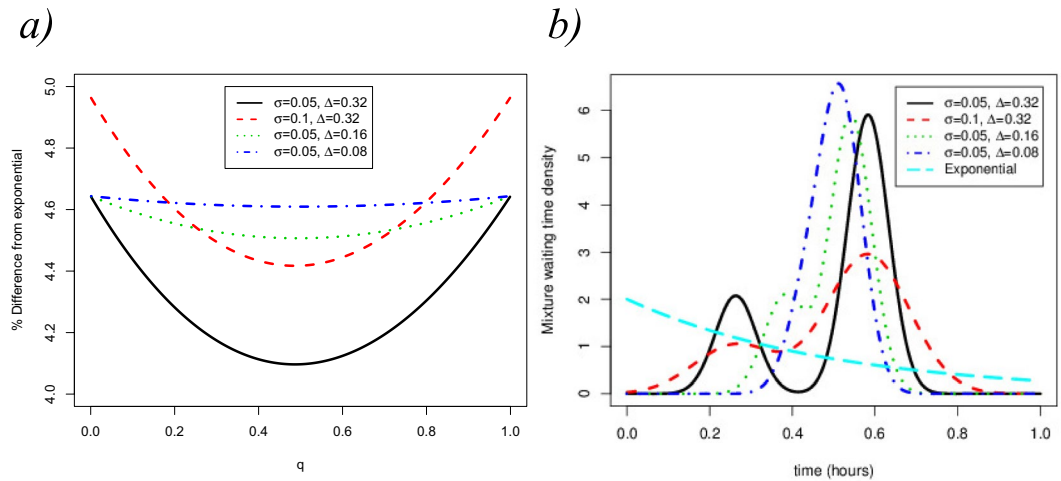 a)
% Difference from exponential
5.0
4.8
4.6
4.4
4.2
4.0
σ=0.05, Δ=0.32
σ=0.1, Δ=0.32
σ=0.05, Δ=0.16
σ=0.05, Δ=0.08
0.0 0.2 0.4 0.6 0.8 1.0
q
b)
Mixture waiting time density
6
5
4
3
2
1
0
σ=0.05, Δ=0.32
σ=0.1, Δ=0.32
σ=0.05, Δ=0.16
σ=0.05, Δ=0.08
Exponential
0.0 0.2 0.4 0.6 0.8 1.0
time (hours)